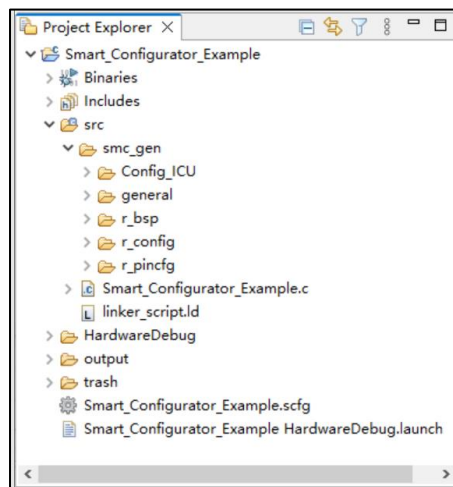 Project Explorer
Smart_Configurator_Example
Binaries
Includes
src
smc_gen
Config_ICU
general
r_bsp
r_config
r_pincfg
Smart_Configurator_Example.c
linker_script.ld
HardwareDebug
output
trash
Smart_Configurator_Example.scfg
Smart_Configurator_Example HardwareDebug.launch